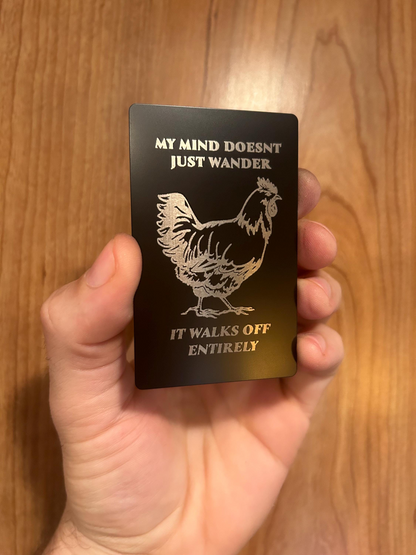 MY MIND DOESNT
JUST WANDER
IT WALKS OFF
ENTIRELY